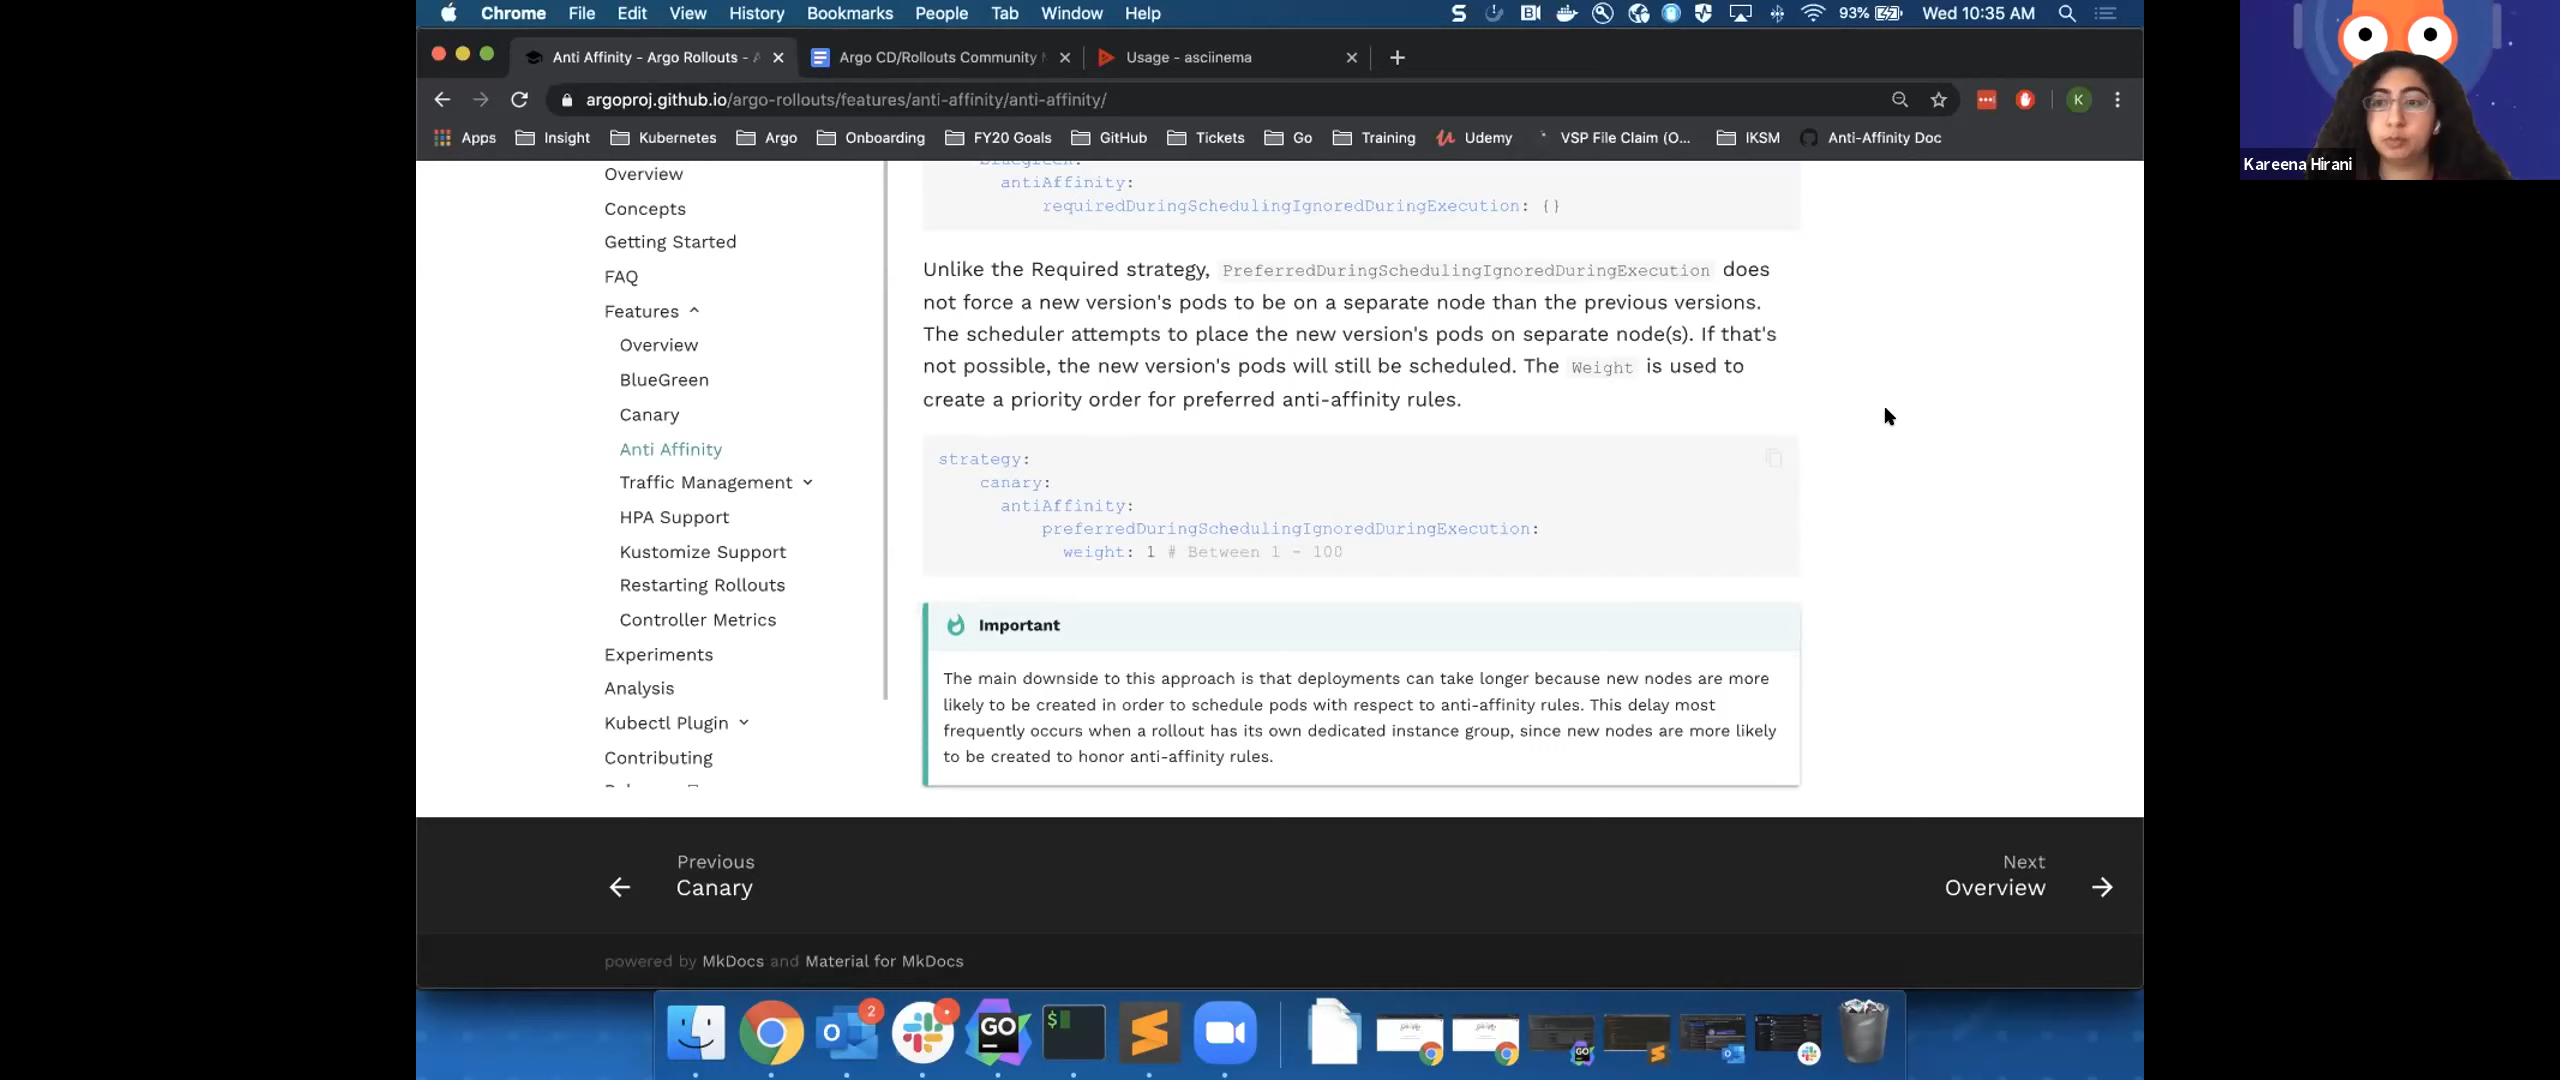 Chrome File Edit View History Bookmarks People Tab Window Help
93% Wed 10:35 AM
Anti Affinity - Argo Rollouts -
Argo CD/Rollouts Community
Usage - asciinema
argoproj.github.io/argo-rollouts/features/anti-affinity/anti-affinity/
K
Apps Insight Kubernetes Argo Onboarding FY20 Goals GitHub Tickets Go Training Udemy VSP File Claim (O... IKSM Anti-Affinity Doc
Kareena Hirani
Overview
Concepts
Getting Started
FAQ
Features
Overview
BlueGreen
Canary
Anti Affinity
Traffic Management
HPA Support
Kustomize Support
Restarting Rollouts
Controller Metrics
Experiments
Analysis
Kubectl Plugin
Contributing
antiAffinity:
requiredDuringSchedulingIgnoredDuringExecution: {}
Unlike the Required strategy, PreferredDuringSchedulingIgnoredDuringExecution does
not force a new version's pods to be on a separate node than the previous versions.
The scheduler attempts to place the new version's pods on separate node(s). If that's
not possible, the new version's pods will still be scheduled. The Weight is used to
create a priority order for preferred anti-affinity rules.
strategy:
canary:
antiAffinity:
preferredDuringSchedulingIgnoredDuringExecution:
weight: 1 # Between 1 - 100
Important
The main downside to this approach is that deployments can take longer because new nodes are more
likely to be created in order to schedule pods with respect to anti-affinity rules. This delay most
frequently occurs when a rollout has its own dedicated instance group, since new nodes are more likely
to be created to honor anti-affinity rules.
Previous
Canary
Next
Overview
powered by MkDocs and Material for MkDocs
2
GO
$